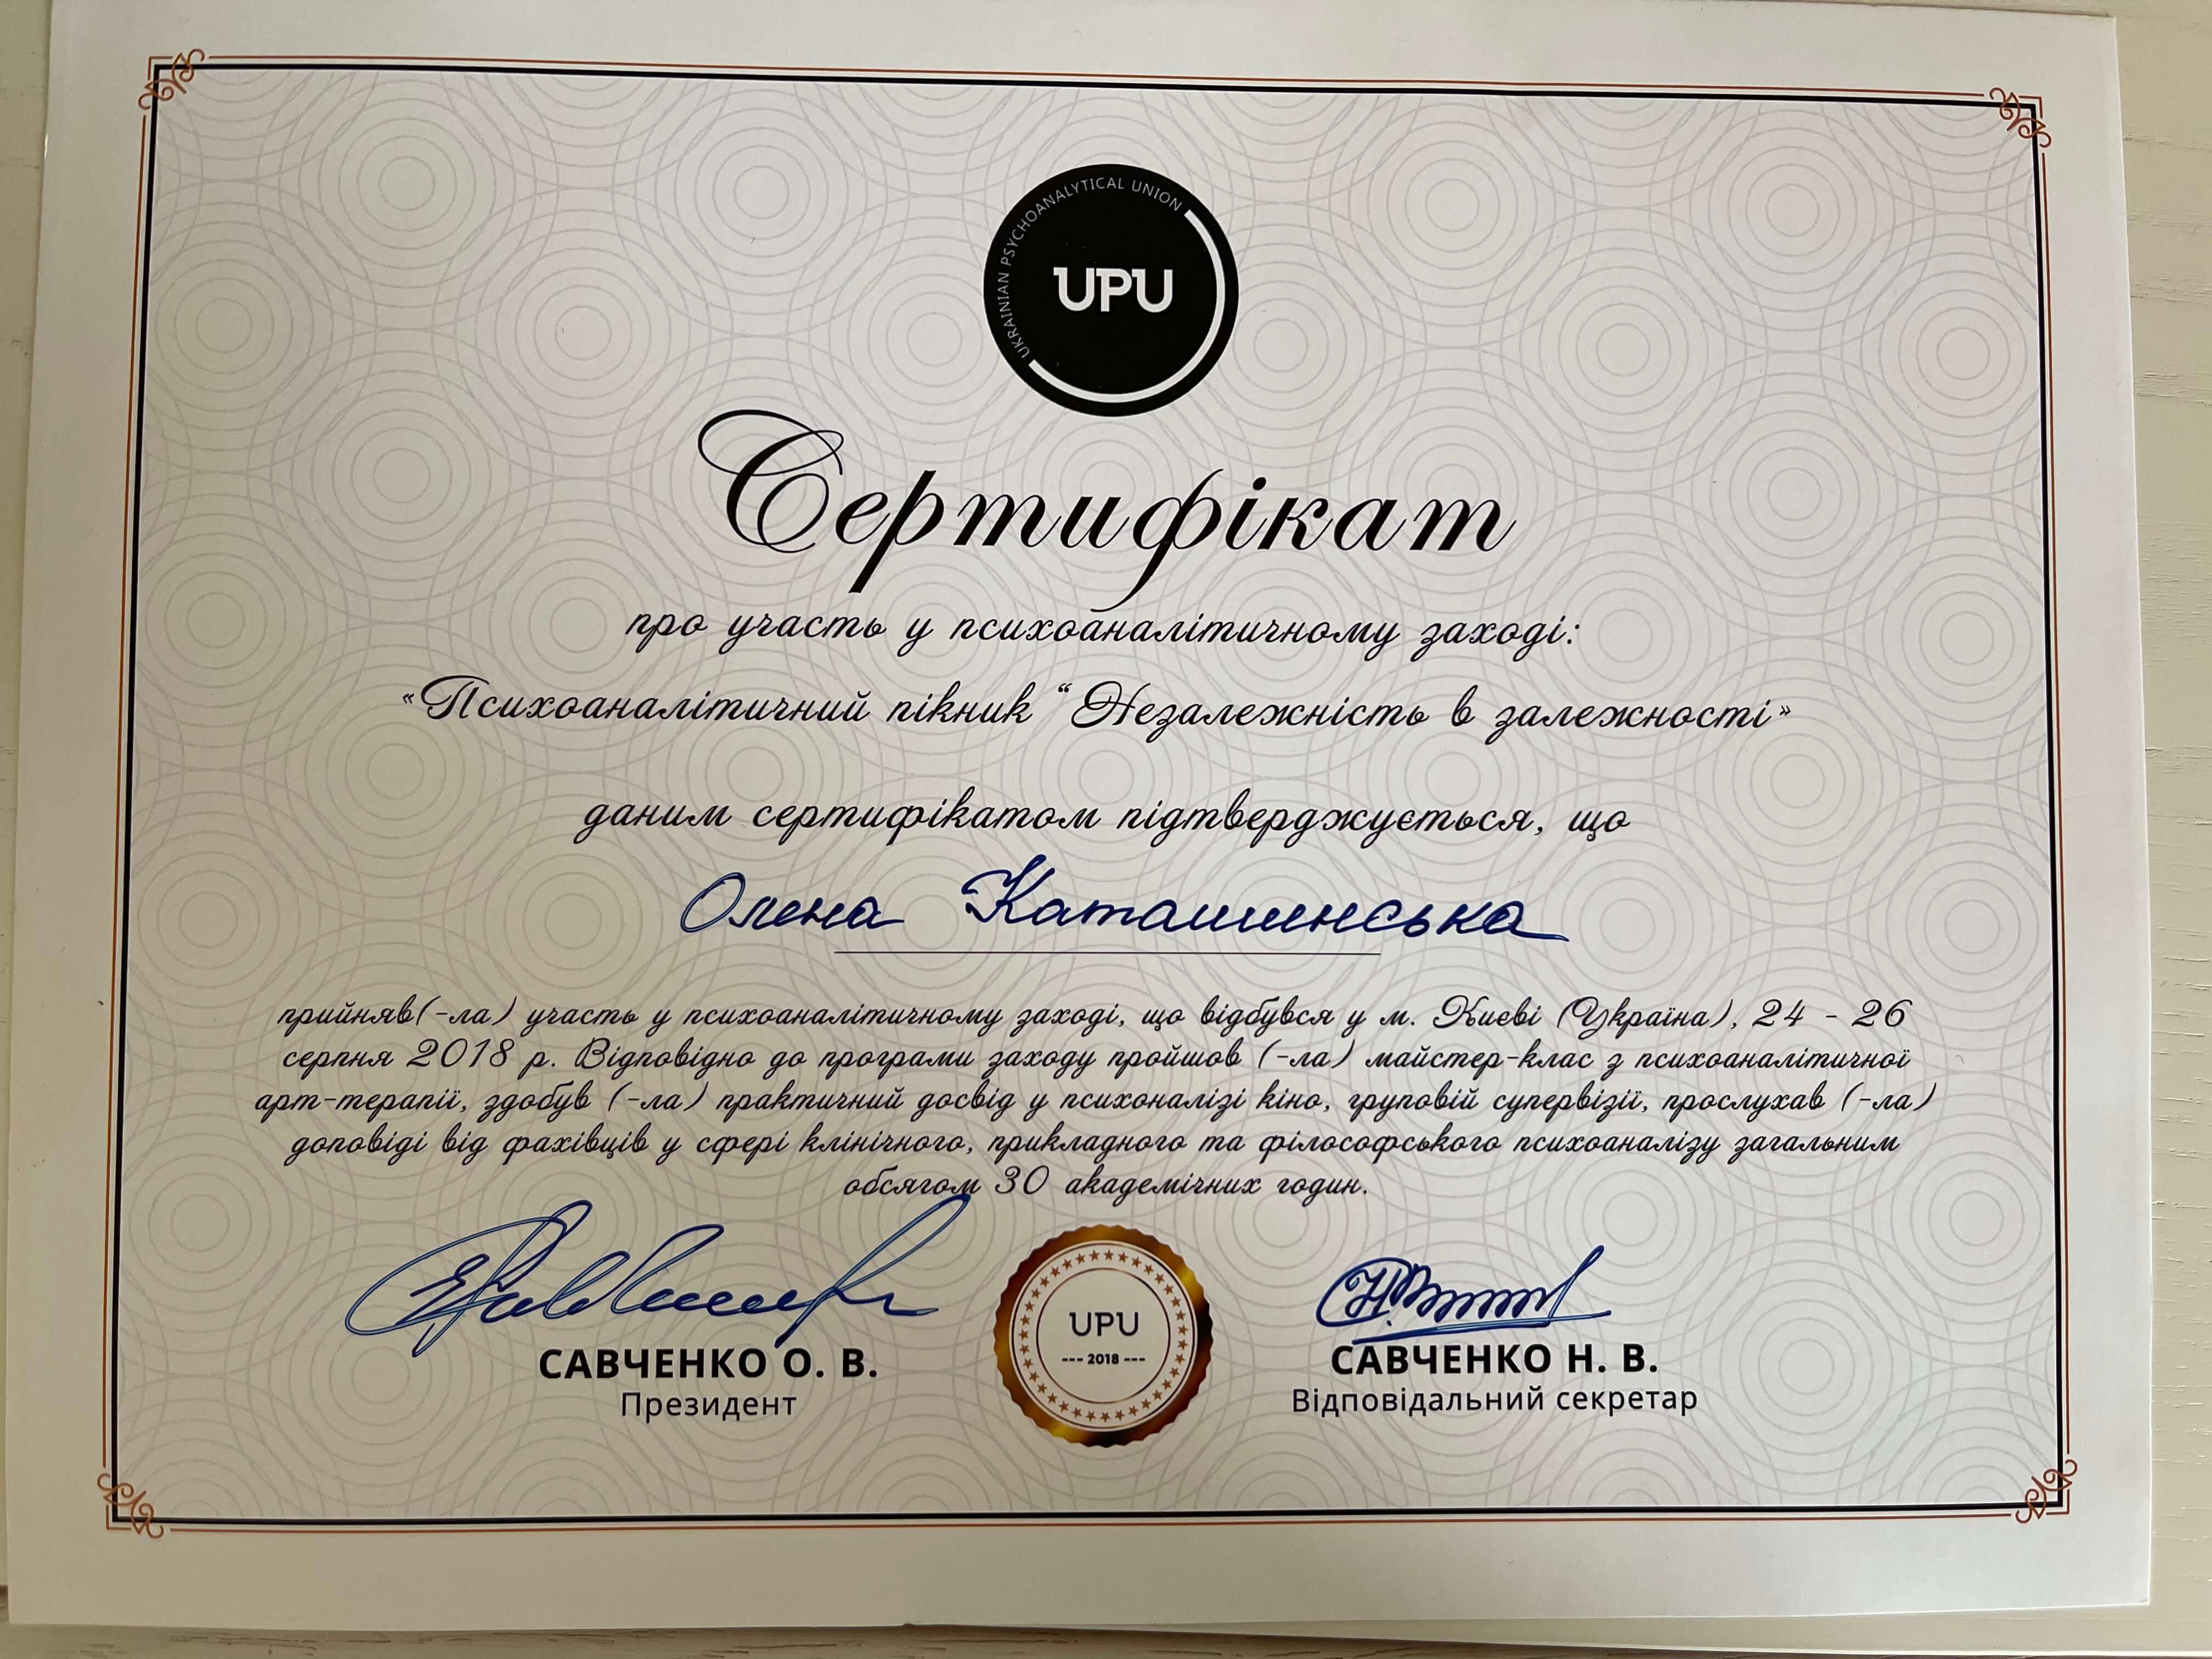 UKRAINIAN PSYCHOANALYTICAL UNION
UPU
Сертифікат
про участь у психоаналітичному заході:
«Психоаналітичний пікник “Незалежність в залежності»
даним сертифікатом підтверджується, що
Олена Каташинська
прийняв(-ла) участь у психоаналітичному заході, що відбувся у м. Києві (Україна), 24 - 26
серпня 2018 р. Відповідно до програми заходу пройшов (-ла) майстер-клас з психоаналітичної
арт-терапії, здобув (-ла) практичний досвід у психоналізі кіно, груповій супервізії, прослухав (-ла)
доповіді від фахівців у сфері клінічного, прикладного та філософського психоаналізу загальним
обсягом 30 академічних годин.
САВЧЕНКО О. В.
Президент
UPU
--- 2018 ---
САВЧЕНКО Н. В.
Відповідальний секретар